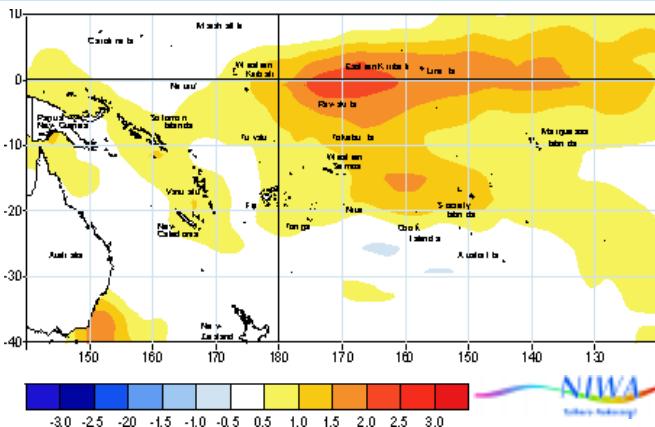 10
Marshall Is
Caroline Is
Western
Kiribati
Eastern Kiribati
Line Is
0
Nauru
Papua
New Guinea
Solomon
Islands
Tuvalu
Tokelau Is
Marquesas
Islands
-10
Western
Samoa
Vanuatu
Fiji
Niue
Society
Islands
-20
New
Caledonia
Tonga
Cook
Islands
Australia
Austral Is
-30
New
Zealand
-40
150 160 170 180 170 160 150 140 130
-3.0 -2.5 -2.0 -1.5 -1.0 -0.5 0.5 1.0 1.5 2.0 2.5 3.0
NIWA